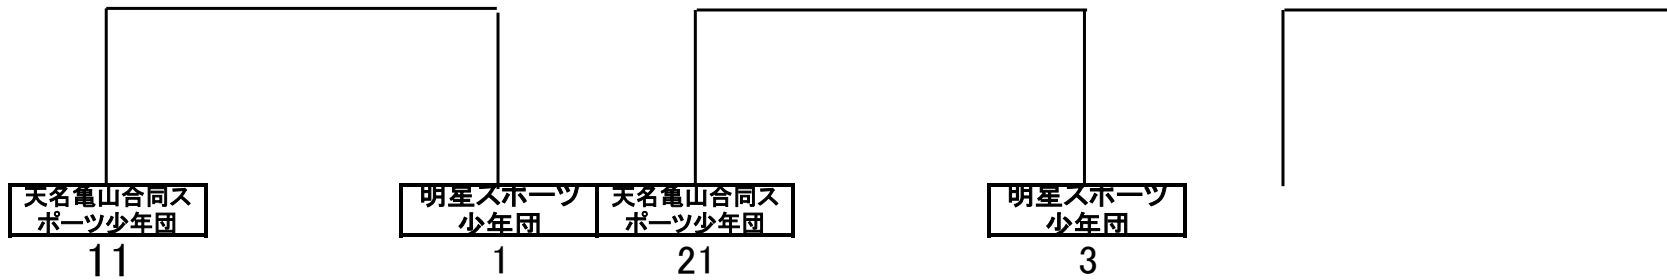 天名亀山合同ス
ポーツ少年団
明星スポーツ
少年団
天名亀山合同ス
ポーツ少年団
明星スポーツ
少年団
11
1
21
3